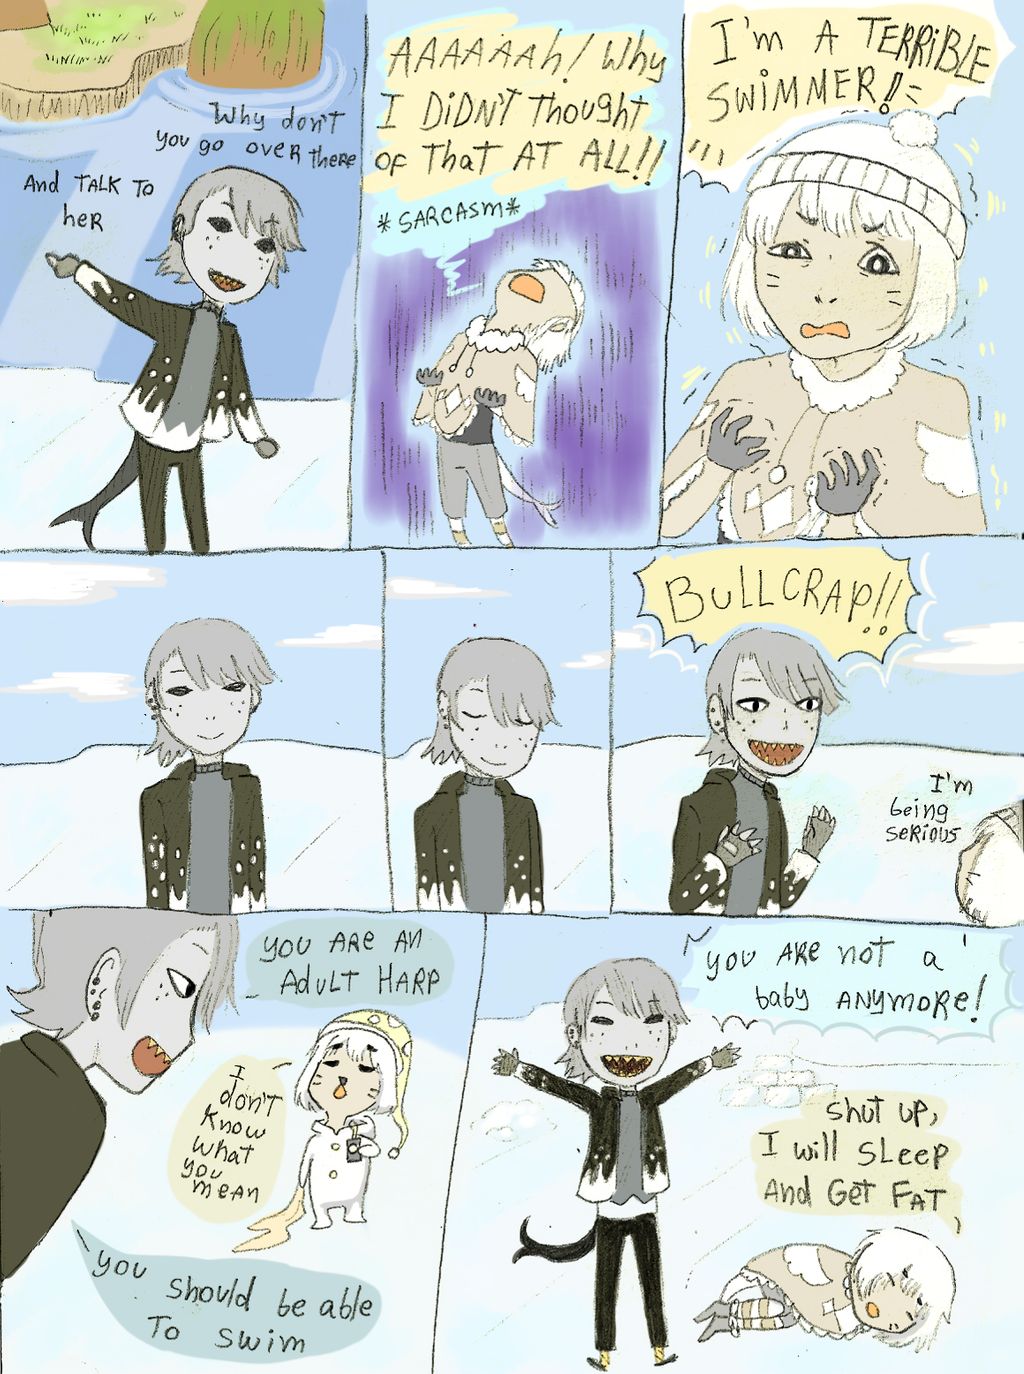 Why don't
you go over there
And TALK To
heR
AAAAAAh! Why
I DiDN'T Thought
of That AT ALL!!
*SARCASM*
I'm A TERRiBLE
SWiMMER!!
BuLLCRAp!!
I'm
being
seRious
you ARE AN
AduLT HARp
I
don't
Know
what
you
mEAN
you
should be able
To swim
you ARe not a
baby ANYmoRe!
shut up,
I will SLeep
And Get FAT